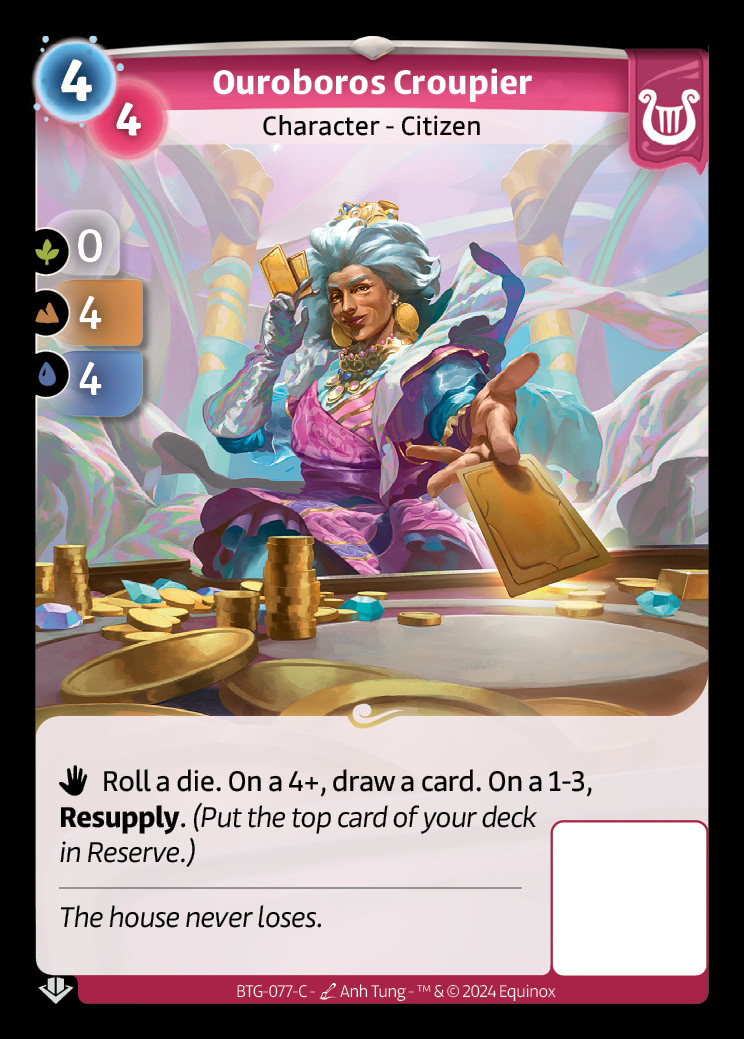 4
Ouroboros Croupier
4
Character - Citizen
0
4
4
Roll a die. On a 4+, draw a card. On a 1-3,
Resupply. (Put the top card of your deck
in Reserve.)
The house never loses.
BTG-077-C - Anh Tung - ™ & © 2024 Equinox